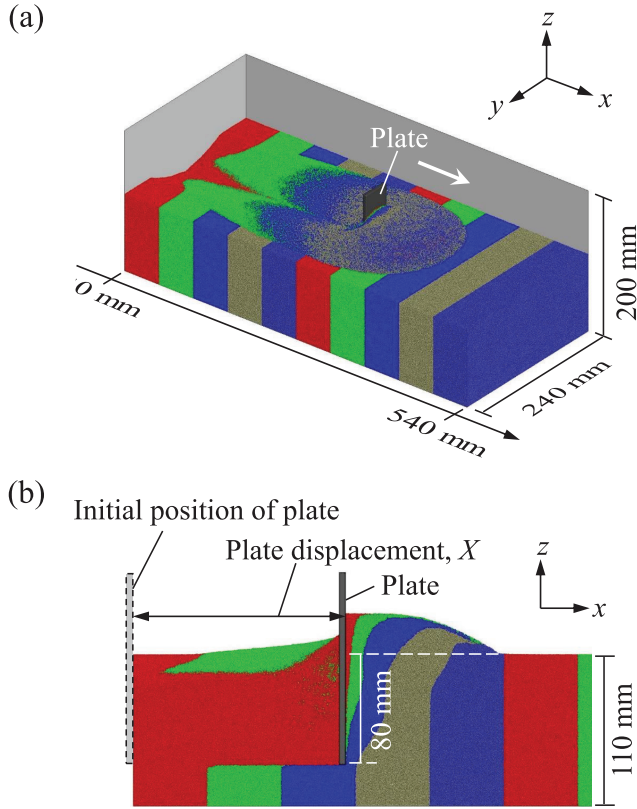 (a)
z
y
x
Plate
0 mm
540 mm
240 mm
200 mm
(b)
Initial position of plate
Plate displacement, X
Plate
z
x
80 mm
110 mm